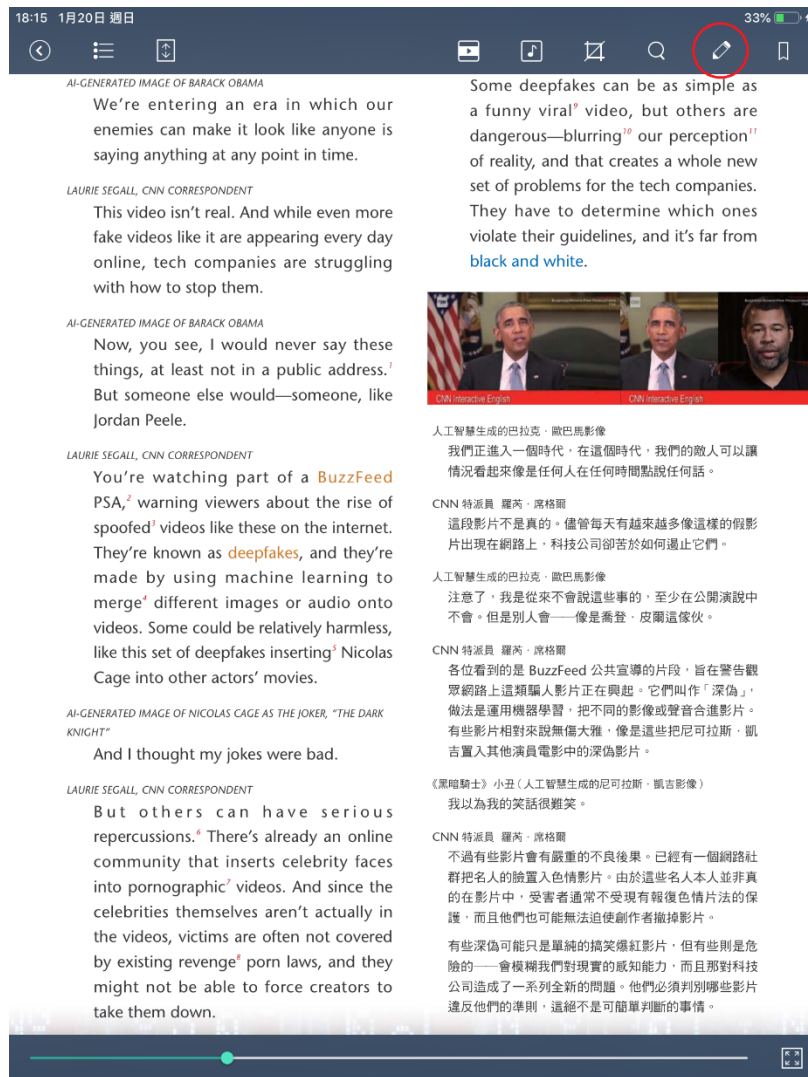 18:15 1月20日 週日
33%
AI-GENERATED IMAGE OF BARACK OBAMA
We're entering an era in which our
enemies can make it look like anyone is
saying anything at any point in time.
LAURIE SEGALL, CNN CORRESPONDENT
This video isn't real. And while even more
fake videos like it are appearing every day
online, tech companies are struggling
with how to stop them.
AI-GENERATED IMAGE OF BARACK OBAMA
Now, you see, I would never say these
things, at least not in a public address.1
But someone else would—someone, like
Jordan Peele.
LAURIE SEGALL, CNN CORRESPONDENT
You're watching part of a BuzzFeed
PSA,2 warning viewers about the rise of
spoofed3 videos like these on the internet.
They're known as deepfakes, and they're
made by using machine learning to
merge4 different images or audio onto
videos. Some could be relatively harmless,
like this set of deepfakes inserting5 Nicolas
Cage into other actors' movies.
AI-GENERATED IMAGE OF NICOLAS CAGE AS THE JOKER, "THE DARK
KNIGHT"
And I thought my jokes were bad.
LAURIE SEGALL, CNN CORRESPONDENT
But others can have serious
repercussions.6 There's already an online
community that inserts celebrity faces
into pornographic7 videos. And since the
celebrities themselves aren't actually in
the videos, victims are often not covered
by existing revenge8 porn laws, and they
might not be able to force creators to
take them down.
Some deepfakes can be as simple as
a funny viral9 video, but others are
dangerous—blurring10 our perception11
of reality, and that creates a whole new
set of problems for the tech companies.
They have to determine which ones
violate their guidelines, and it's far from
black and white.
CNN Interactive English
CNN Interactive English
人工智慧生成的巴拉克．歐巴馬影像
我們正進入一個時代，在這個時代，我們的敵人可以讓
情況看起來像是任何人在任何時間點說任何話。
CNN 特派員 羅芮．席格爾
這段影片不是真的。儘管每天有越來越多像這樣的假影
片出現在網路上，科技公司卻苦於如何遏止它們。
人工智慧生成的巴拉克．歐巴馬影像
注意了，我是從來不會說這些事的，至少在公開演說中
不會。但是別人會——像是喬登．皮爾這傢伙。
CNN 特派員 羅芮．席格爾
各位看到的是 BuzzFeed 公共宣導的片段，旨在警告觀
眾網路上這類騙人影片正在興起。它們叫作「深偽」，
做法是運用機器學習，把不同的影像或聲音合進影片。
有些影片相對來說無傷大雅，像是這些把尼可拉斯．凱
吉置入其他演員電影中的深偽影片。
《黑暗騎士》小丑（人工智慧生成的尼可拉斯．凱吉影像）
我以為我的笑話很難笑。
CNN 特派員 羅芮．席格爾
不過有些影片會有嚴重的不良後果。已經有一個網路社
群把名人的臉置入色情影片。由於這些名人本人並非真
的在影片中，受害者通常不受現有報復色情片法的保
護，而且他們也可能無法迫使創作者撤掉影片。
有些深偽可能只是單純的搞笑爆紅影片，但有些則是危
險的——會模糊我們對現實的感知能力，而且那對科技
公司造成了一系列全新的問題。他們必須判別哪些影片
違反他們的準則，這絕不是可簡單判斷的事情。